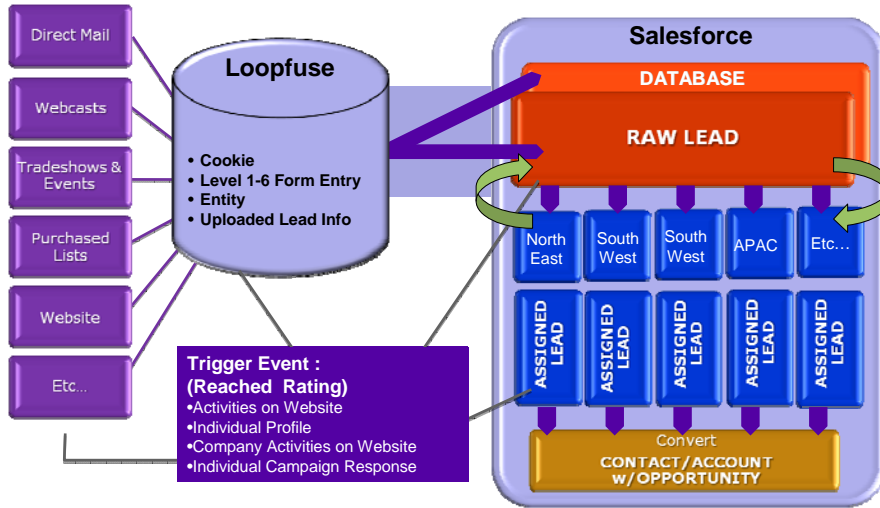 Direct Mail
Webcasts
Tradeshows &
Events
Purchased
Lists
Website
Etc...
Loopfuse
• Cookie
• Level 1-6 Form Entry
• Entity
• Uploaded Lead Info
Trigger Event :
(Reached Rating)
•Activities on Website
•Individual Profile
•Company Activities on Website
•Individual Campaign Response
Salesforce
DATABASE
RAW LEAD
North
East
South
West
South
West
APAC
Etc...
ASSIGNED
LEAD
ASSIGNED
LEAD
ASSIGNED
LEAD
ASSIGNED
LEAD
ASSIGNED
LEAD
Convert
CONTACT/ACCOUNT
w/OPPORTUNITY